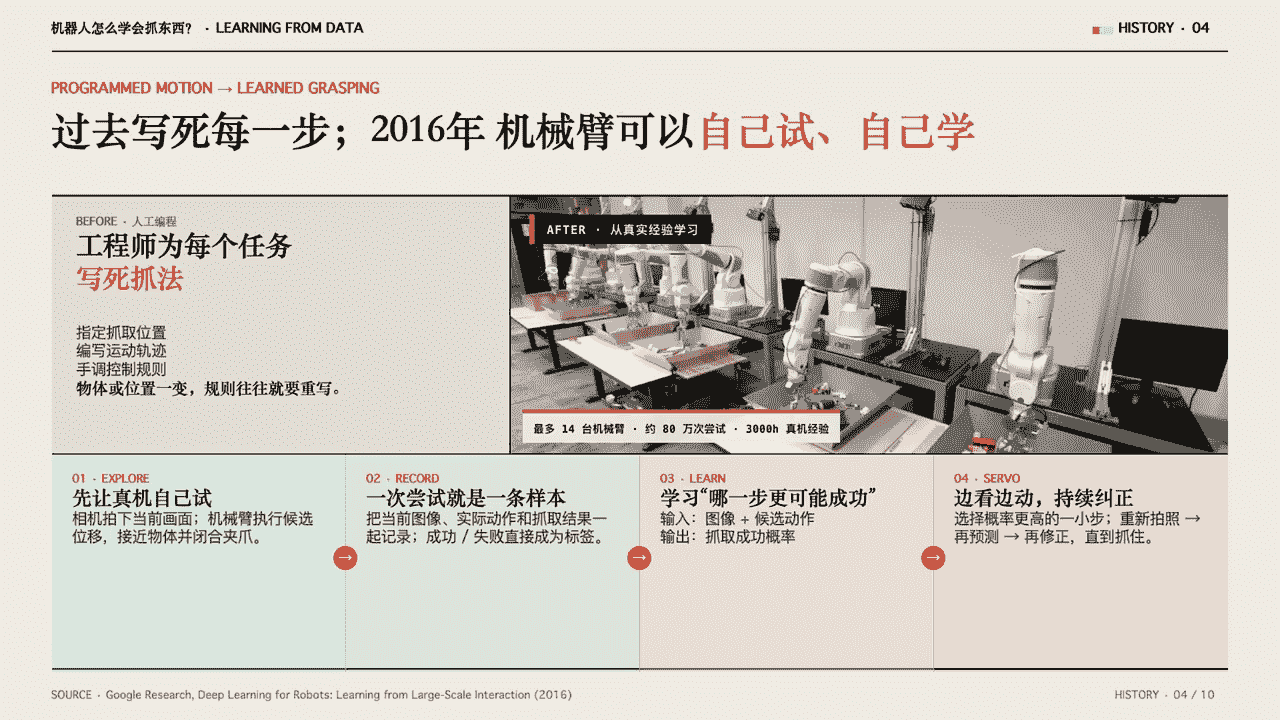 机器人怎么学会抓东西? · LEARNING FROM DATA
HISTORY · 04
PROGRAMMED MOTION → LEARNED GRASPING
过去写死每一步；2016年 机械臂可以自己试、自己学
BEFORE · 人工编程
工程师为每个任务
写死抓法
指定抓取位置
编写运动轨迹
手调控制规则
物体或位置一变，规则往往就要重写。
AFTER · 从真实经验学习
最多 14 台机械臂 · 约 80 万次尝试 · 3000h 真机经验
01 · EXPLORE
先让真机自己试
相机拍下当前画面；机械臂执行候选
位移，接近物体并闭合夹爪。
→
02 · RECORD
一次尝试就是一条样本
把当前图像、实际动作和抓取结果一
起记录；成功 / 失败直接成为标签。
→
03 · LEARN
学习“哪一步更可能成功”
输入：图像 + 候选动作
输出：抓取成功概率
→
04 · SERVO
边看边动，持续纠正
选择概率更高的一小步；重新拍照 →
再预测 → 再修正，直到抓住。
SOURCE · Google Research, Deep Learning for Robots: Learning from Large-Scale Interaction (2016)
HISTORY · 04 / 10